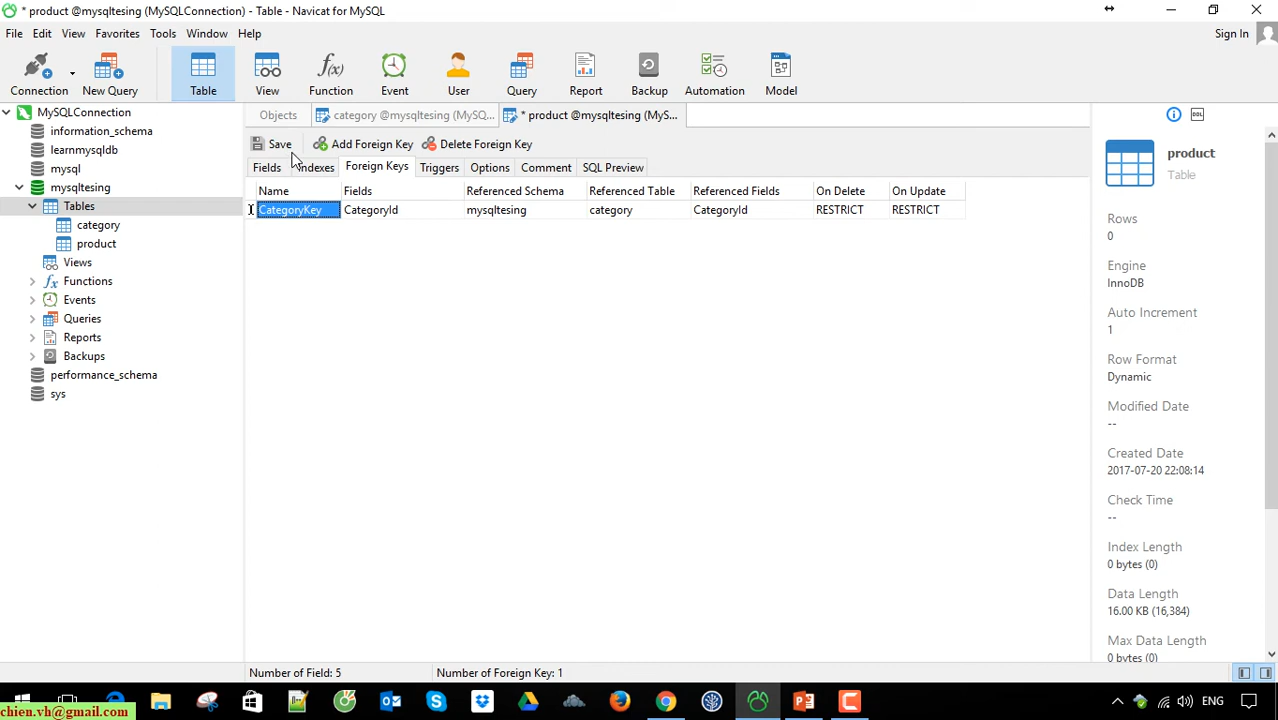 * product @mysqltesing (MySQLConnection) - Table - Navicat for MySQL
File Edit View Favorites Tools Window Help
Sign In
Connection New Query Table View Function Event User Query Report Backup Automation Model
MySQLConnection
information_schema
learnmysqldb
mysql
mysqltesing
Tables
category
product
Views
Functions
Events
Queries
Reports
Backups
performance_schema
sys
Objects category @mysqltesing (MySQ... * product @mysqltesing (MyS...
Save Add Foreign Key Delete Foreign Key
Fields Indexes Foreign Keys Triggers Options Comment SQL Preview
Name Fields Referenced Schema Referenced Table Referenced Fields On Delete On Update
CategoryKey CategoryId mysqltesing category CategoryId RESTRICT RESTRICT
DDL
product
Table
Rows
0
Engine
InnoDB
Auto Increment
1
Row Format
Dynamic
Modified Date
--
Created Date
2017-07-20 22:08:14
Check Time
--
Index Length
0 bytes (0)
Data Length
16.00 KB (16,384)
Max Data Length
0 bytes (0)
Number of Field: 5 Number of Foreign Key: 1
ENG
chien.vh@gmail.com